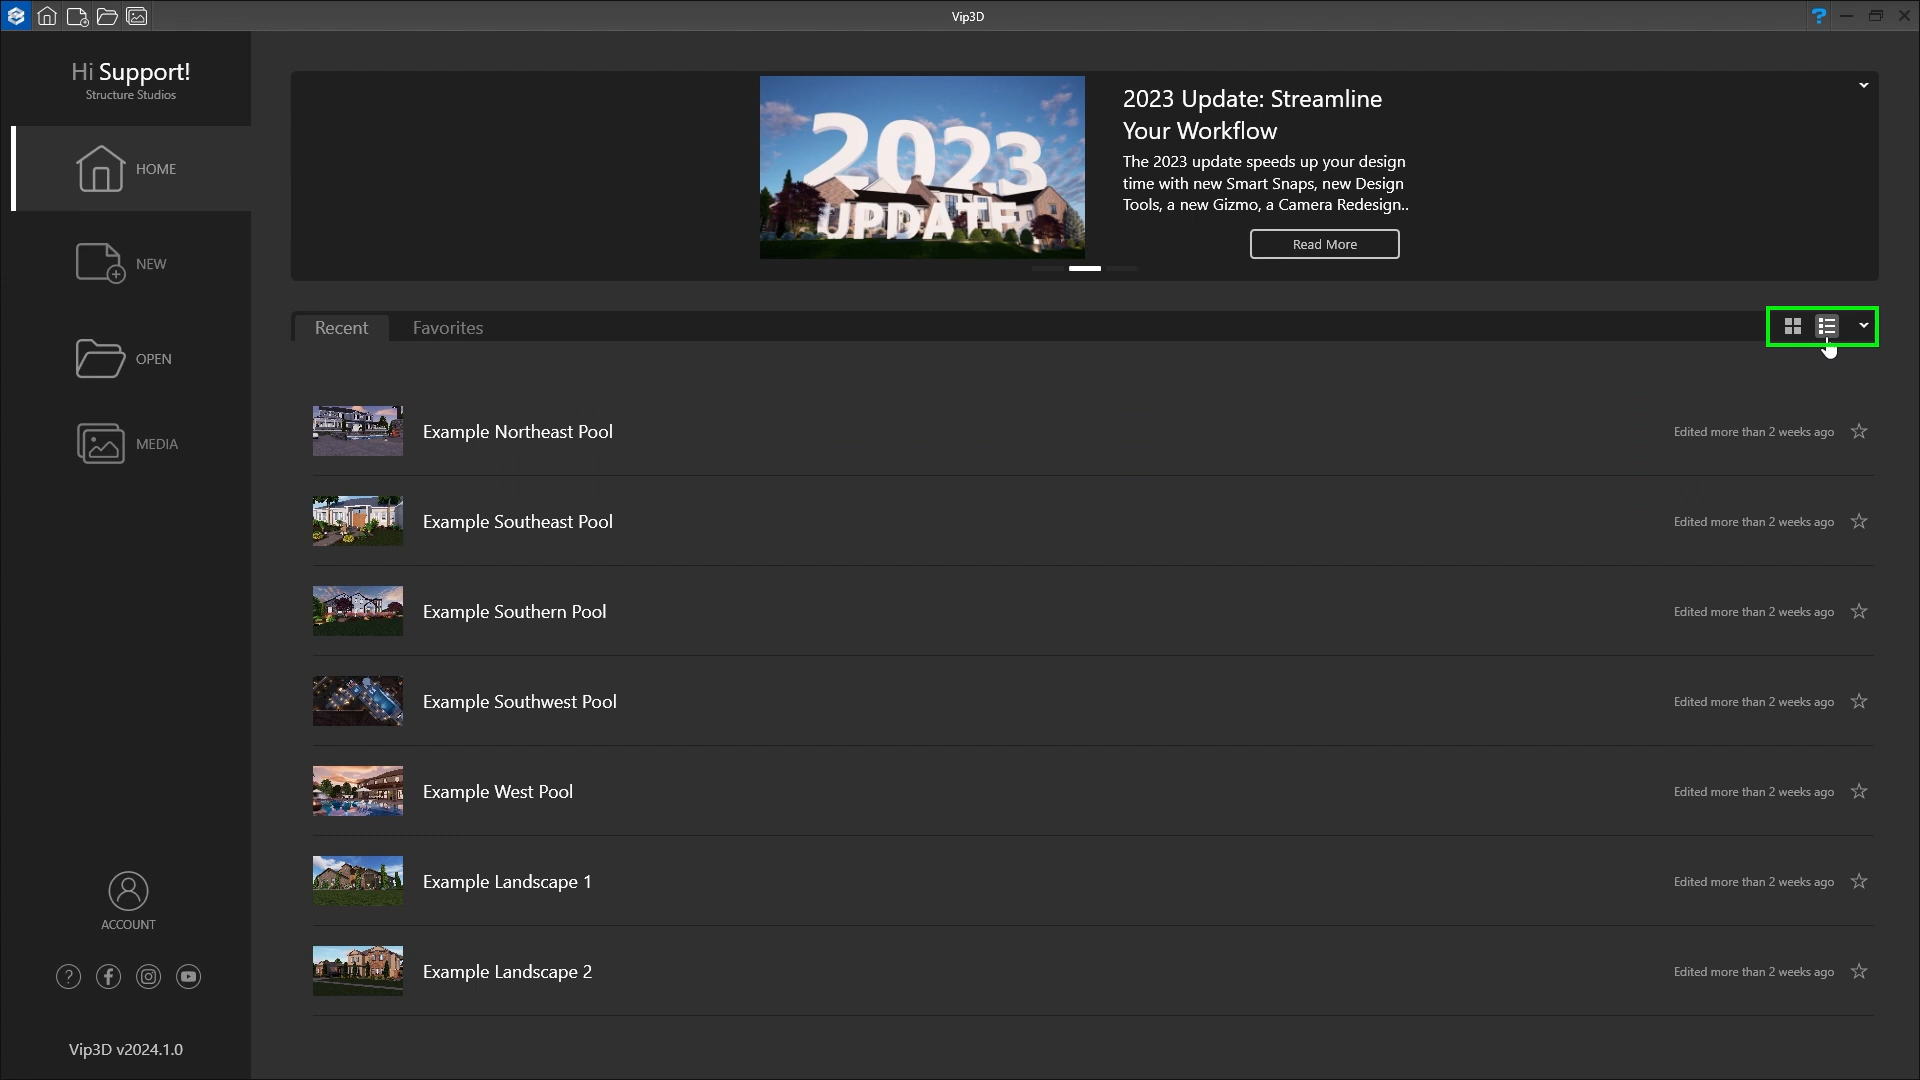 Vip3D
?
Hi Support!
Structure Studios
HOME
NEW
OPEN
MEDIA
ACCOUNT
?
Vip3D v2024.1.0
2023
UPDATE
2023 Update: Streamline
Your Workflow
The 2023 update speeds up your design
time with new Smart Snaps, new Design
Tools, a new Gizmo, a Camera Redesign..
Read More
Recent Favorites
Example Northeast Pool Edited more than 2 weeks ago
Example Southeast Pool Edited more than 2 weeks ago
Example Southern Pool Edited more than 2 weeks ago
Example Southwest Pool Edited more than 2 weeks ago
Example West Pool Edited more than 2 weeks ago
Example Landscape 1 Edited more than 2 weeks ago
Example Landscape 2 Edited more than 2 weeks ago